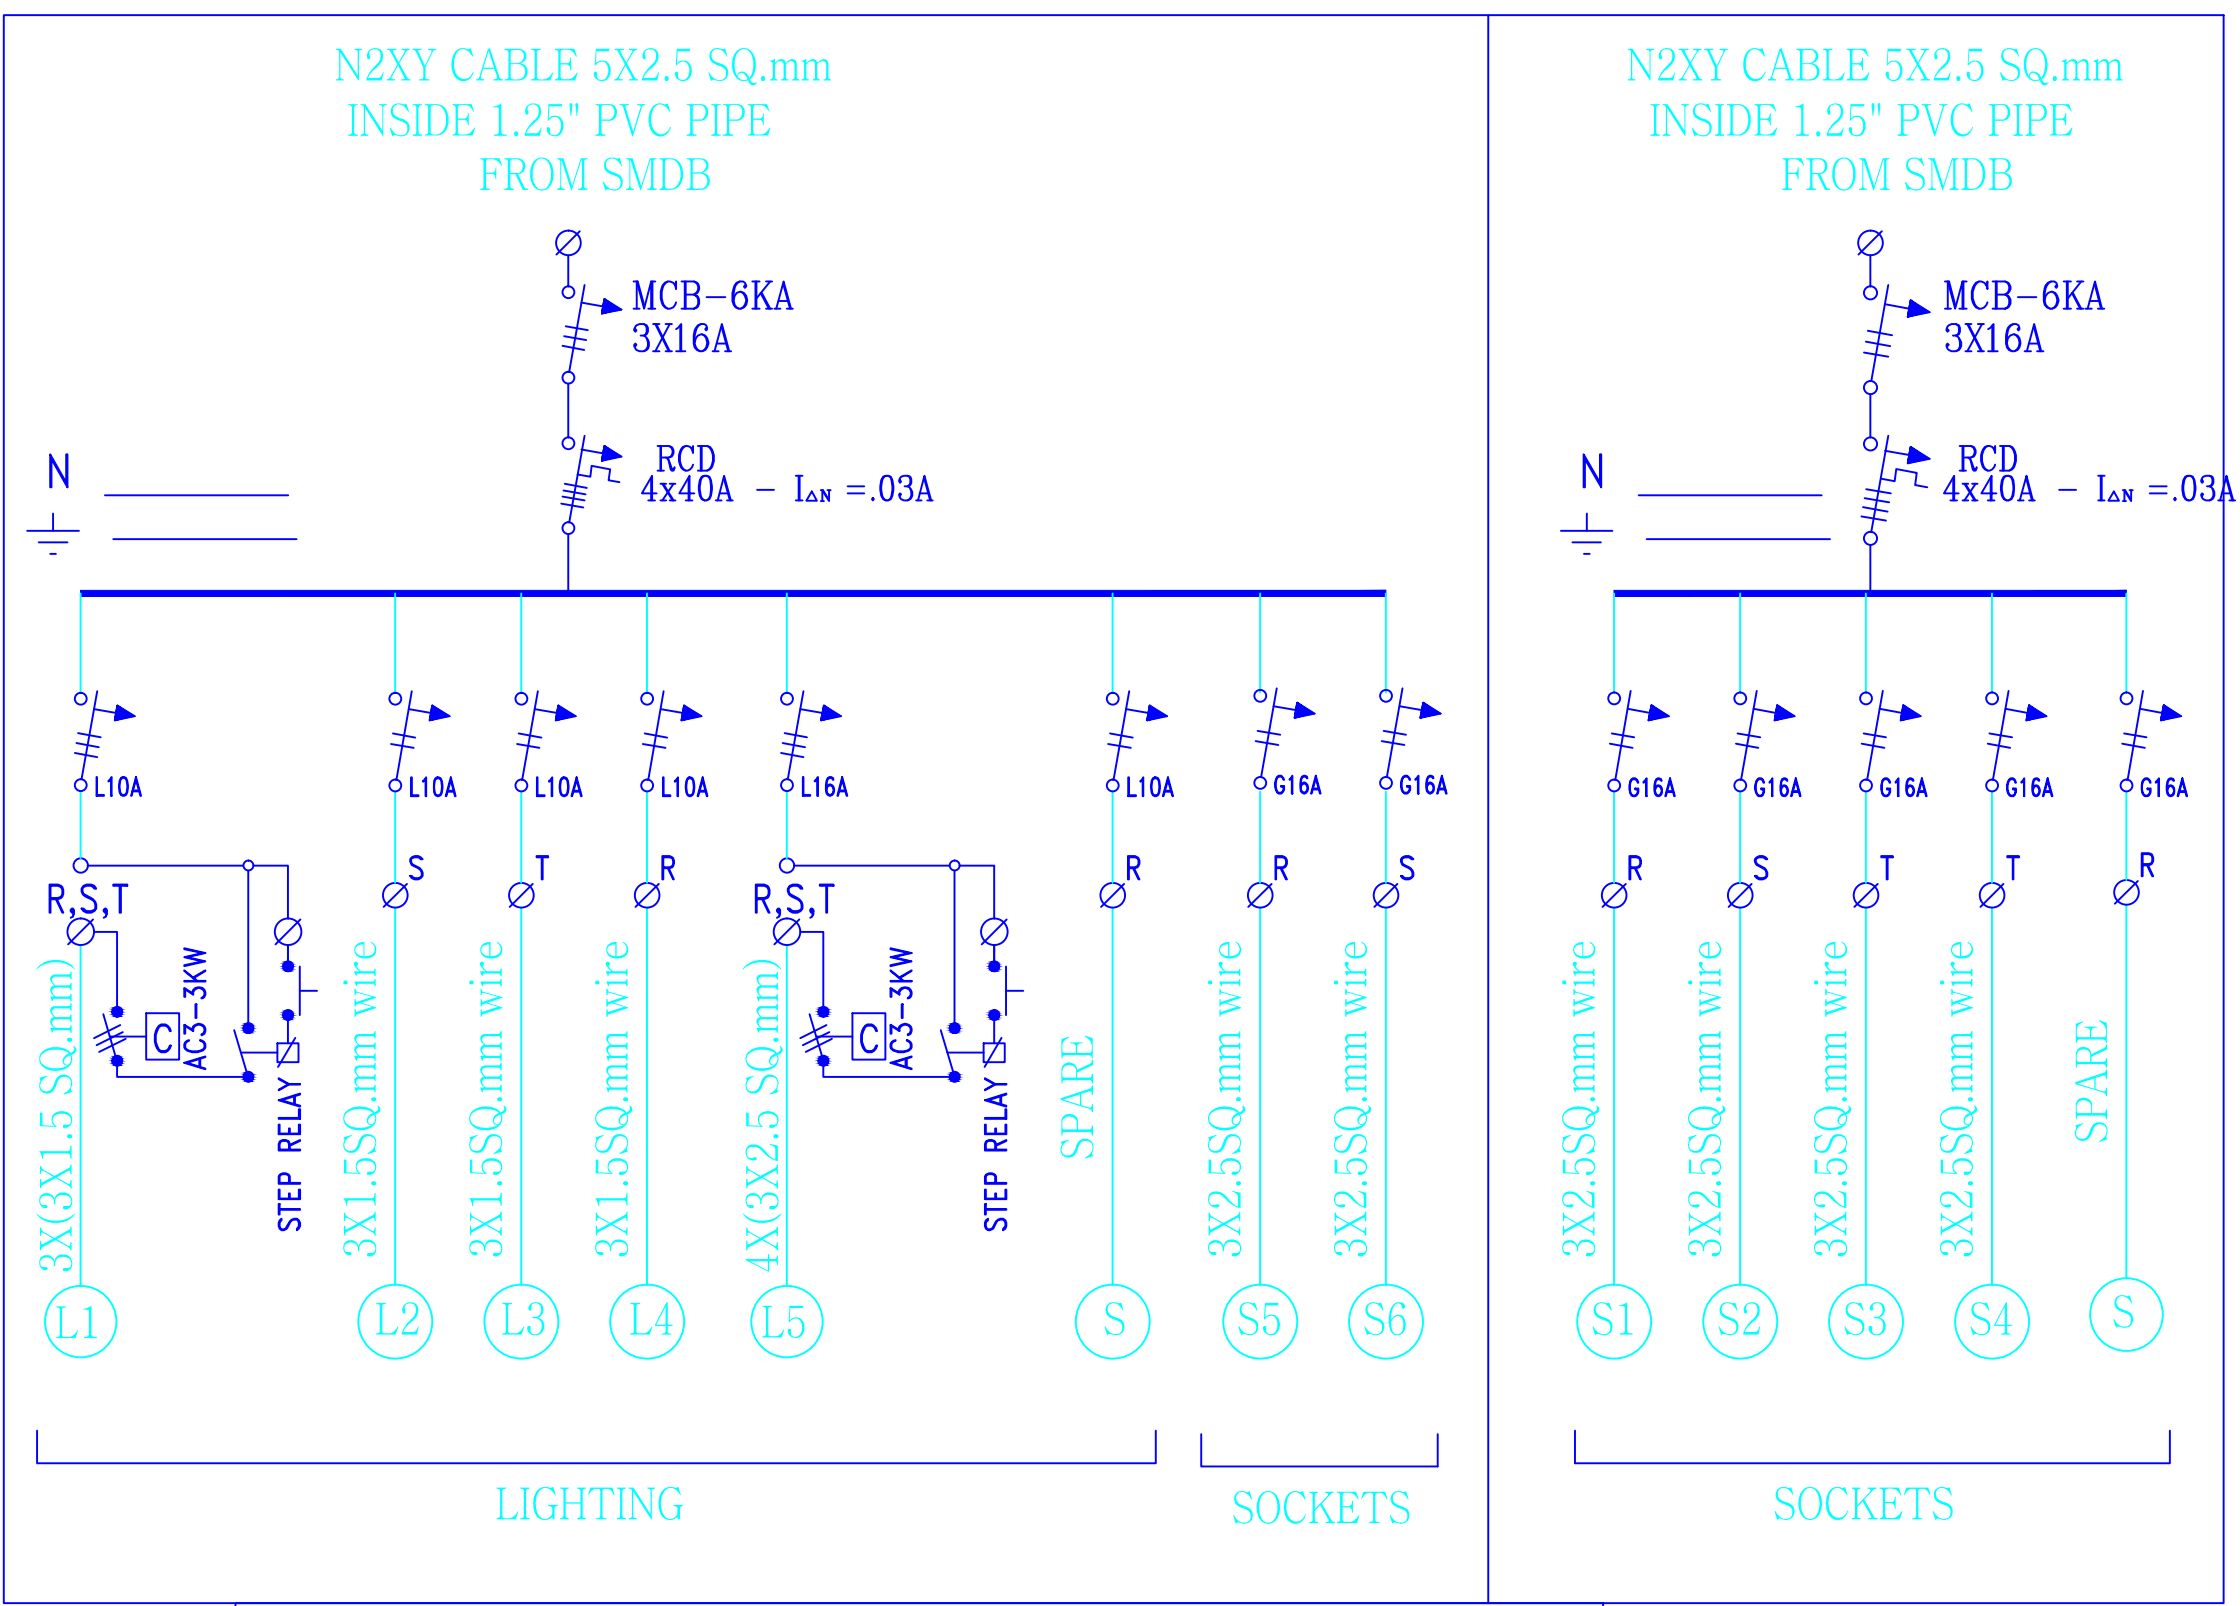 N2XY CABLE 5X2.5 SQ.mm
INSIDE 1.25" PVC PIPE
FROM SMDB
MCB-6KA
3X16A
RCD
4x40A - I△N =.03A
N
L10A
L10A
L10A
L10A
L16A
L10A
G16A
G16A
R,S,T
S
T
R
R,S,T
R
R
S
3X(3X1.5 SQ.mm)
C
AC3-3KW
STEP RELAY
3X1.5SQ.mm wire
3X1.5SQ.mm wire
3X1.5SQ.mm wire
4X(3X2.5 SQ.mm)
C
AC3-3KW
STEP RELAY
SPARE
3X2.5SQ.mm wire
3X2.5SQ.mm wire
L1
L2
L3
L4
L5
S
S5
S6
LIGHTING
SOCKETS
N2XY CABLE 5X2.5 SQ.mm
INSIDE 1.25" PVC PIPE
FROM SMDB
MCB-6KA
3X16A
RCD
4x40A - I△N =.03A
N
G16A
G16A
G16A
G16A
G16A
R
S
T
T
R
3X2.5SQ.mm wire
3X2.5SQ.mm wire
3X2.5SQ.mm wire
3X2.5SQ.mm wire
SPARE
S1
S2
S3
S4
S
SOCKETS